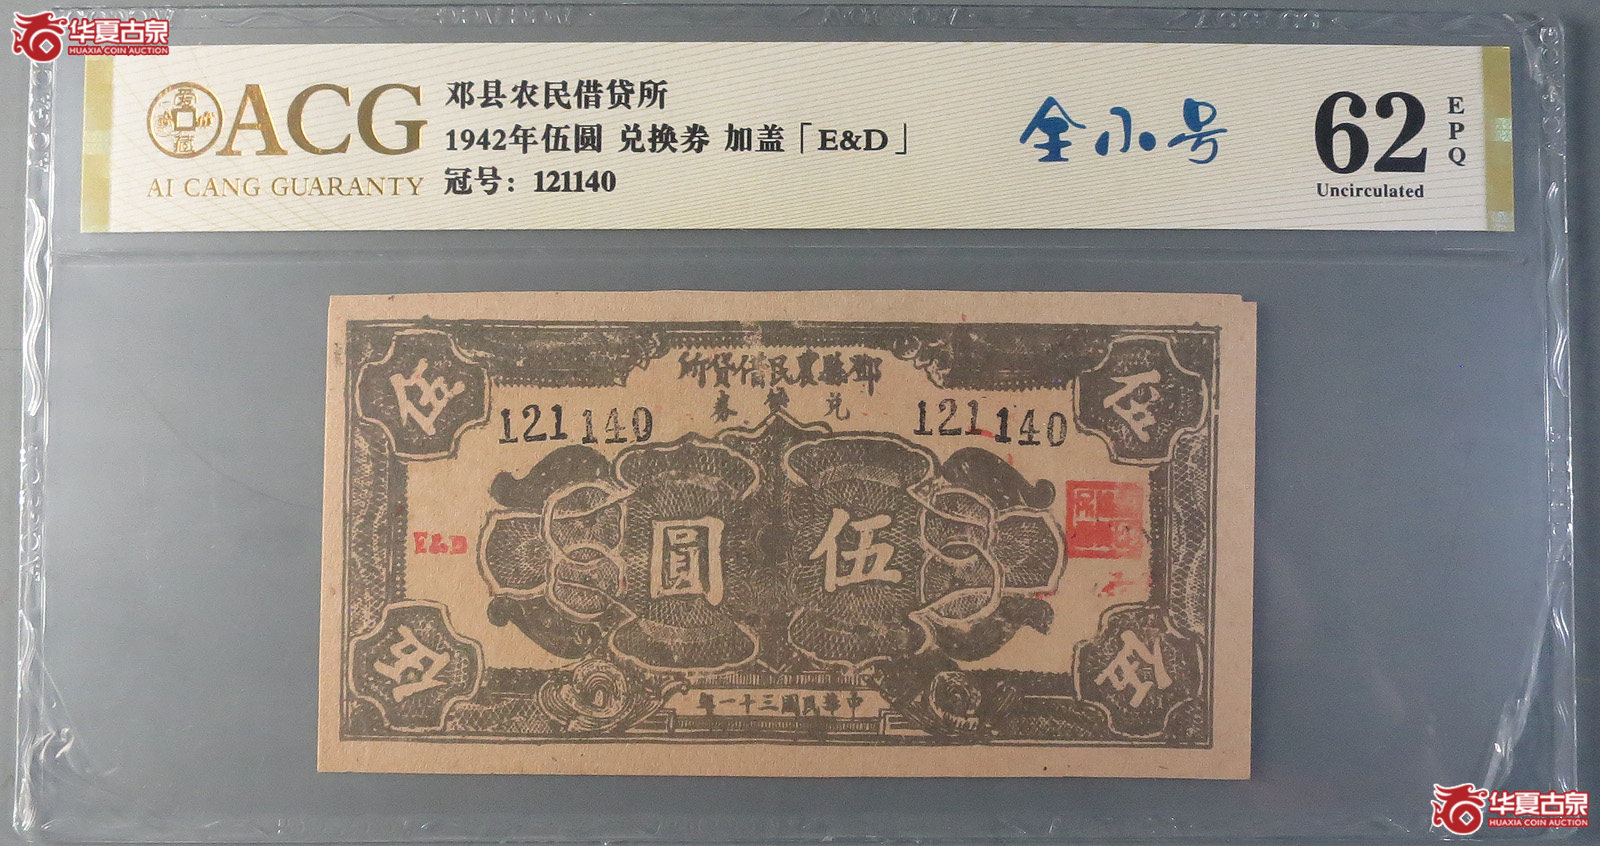 华夏古泉
HUAXIA COIN AUCTION
ACG
AI CANG GUARANTY
邓县农民借贷所
1942年伍圆 兑换券 加盖「E&D」
冠号：121140
全小号
62
EPQ
Uncirculated
鄧縣農民借貸所
兌換券
121140
121140
伍
伍
伍圓
E&D
伍
伍
中華民國三十一年
华夏古泉
HUAXIA COIN AUCTION